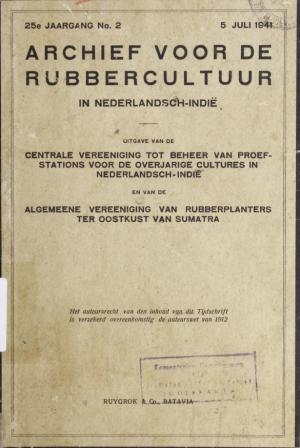 25e JAARGANG No. 2 5 JULI 1941
ARCHIEF VOOR DE
RUBBERCULTUUR
IN NEDERLANDSCH-INDIË
UITGAVE VAN DE
CENTRALE VEREENIGING TOT BEHEER VAN PROEF-
STATIONS VOOR DE OVERJARIGE CULTURES IN
NEDERLANDSCH-INDIË
EN VAN DE
ALGEMEENE VEREENIGING VAN RUBBERPLANTERS
TER OOSTKUST VAN SUMATRA
Het auteursrecht van den inhoud van dit Tijdschrift
is verzekerd overeenkomstig de auteurswet van 1912
RUYGROK & Co., BATAVIA